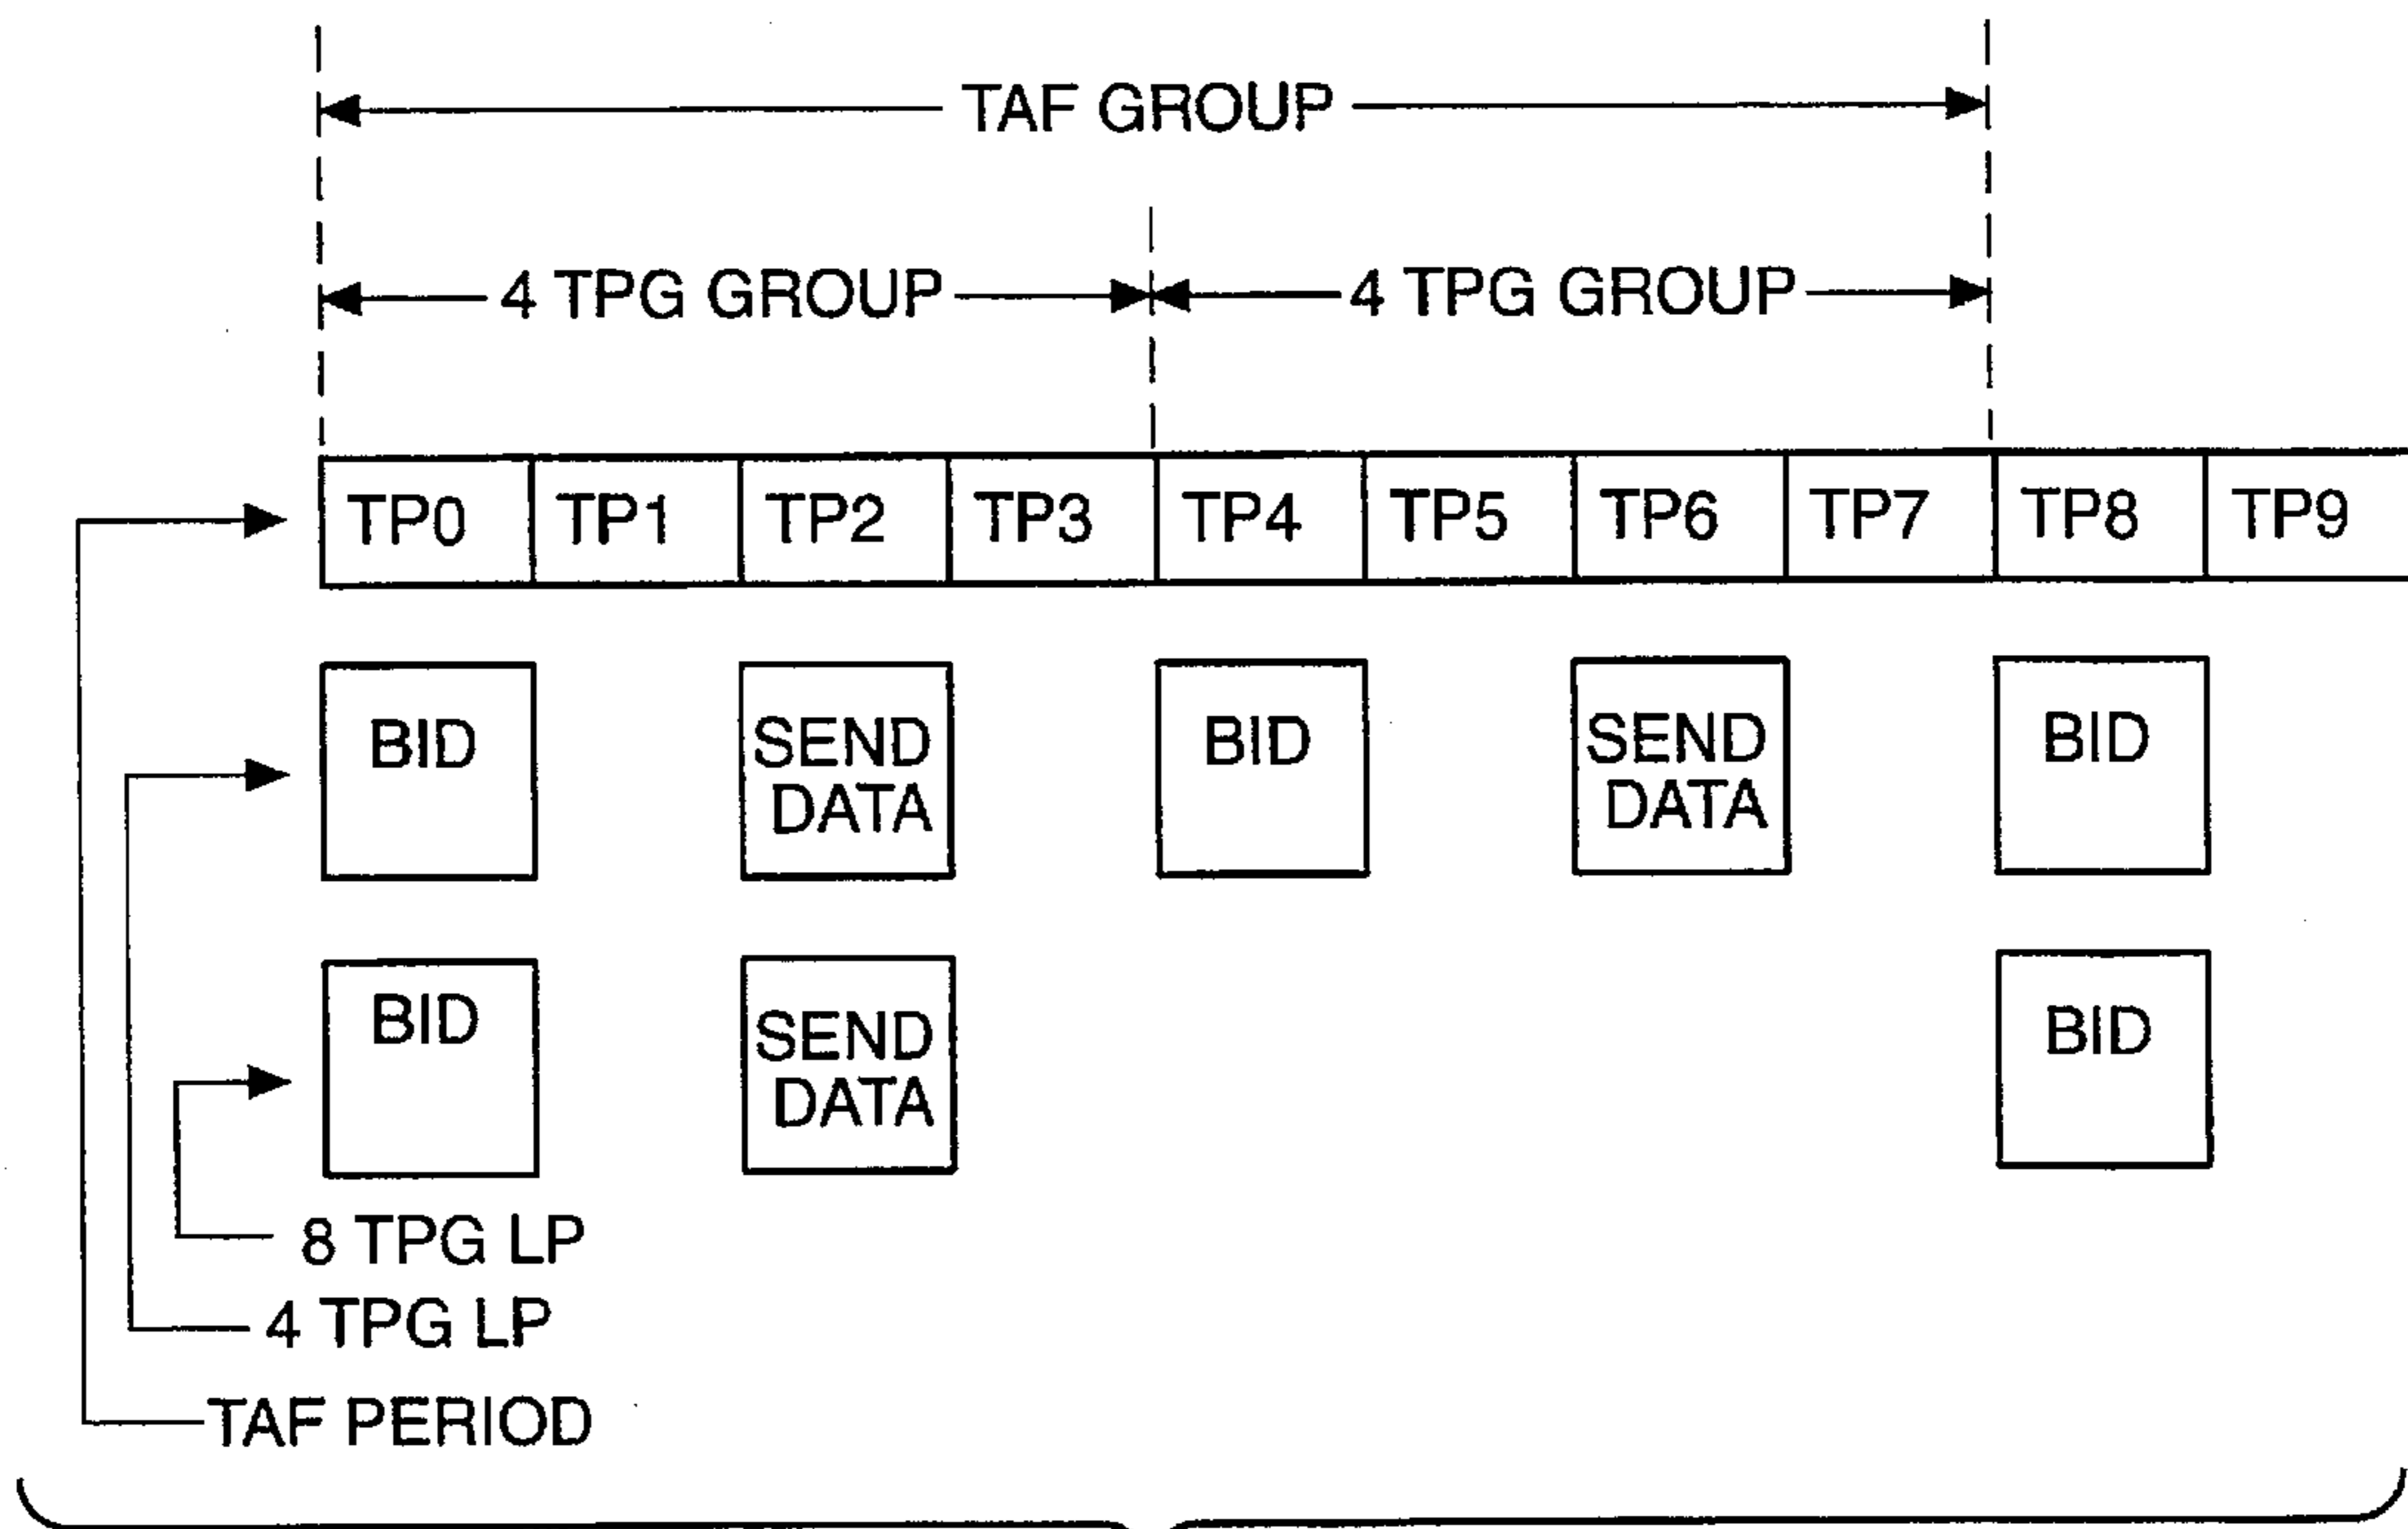 TAF GROUP
4 TPG GROUP 4 TPG GROUP
TP0 TP1 TP2 TP3 TP4 TP5 TP6 TP7 TP8 TP9
BID SEND DATA BID SEND DATA BID
BID SEND DATA BID
8 TPG LP
4 TPG LP
TAF PERIOD